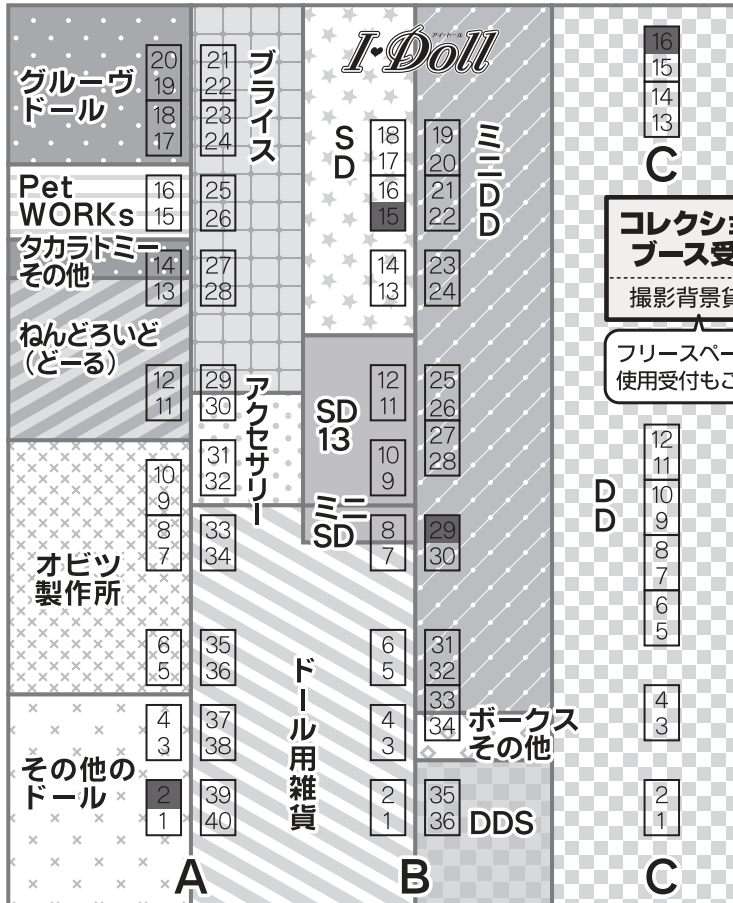 グルーヴ
ドール
20
19
18
17
Pet
WORKs
16
15
タカラトミー
その他
14
13
ねんどろいど
（どーる）
12
11
10
9
8
7
オビツ
製作所
6
5
4
3
その他の
ドール
2
1
A
21
22
23
24
ブライス
25
26
27
28
29
30
アクセサリー
31
32
33
34
35
36
37
38
39
40
ドール用雑貨
アイ・ドール
I・Doll
SD
18
17
16
15
14
13
SD
13
12
11
10
9
ミニ
SD
8
7
6
5
4
3
2
1
B
19
20
21
22
ミニDD
23
24
25
26
27
28
29
30
31
32
33
34
ボークス
その他
35
36
DDS
16
15
14
13
C
コレクショ
ブース受
撮影背景貸
フリースペー
使用受付もご
DD
12
11
10
9
8
7
6
5
4
3
2
1
C